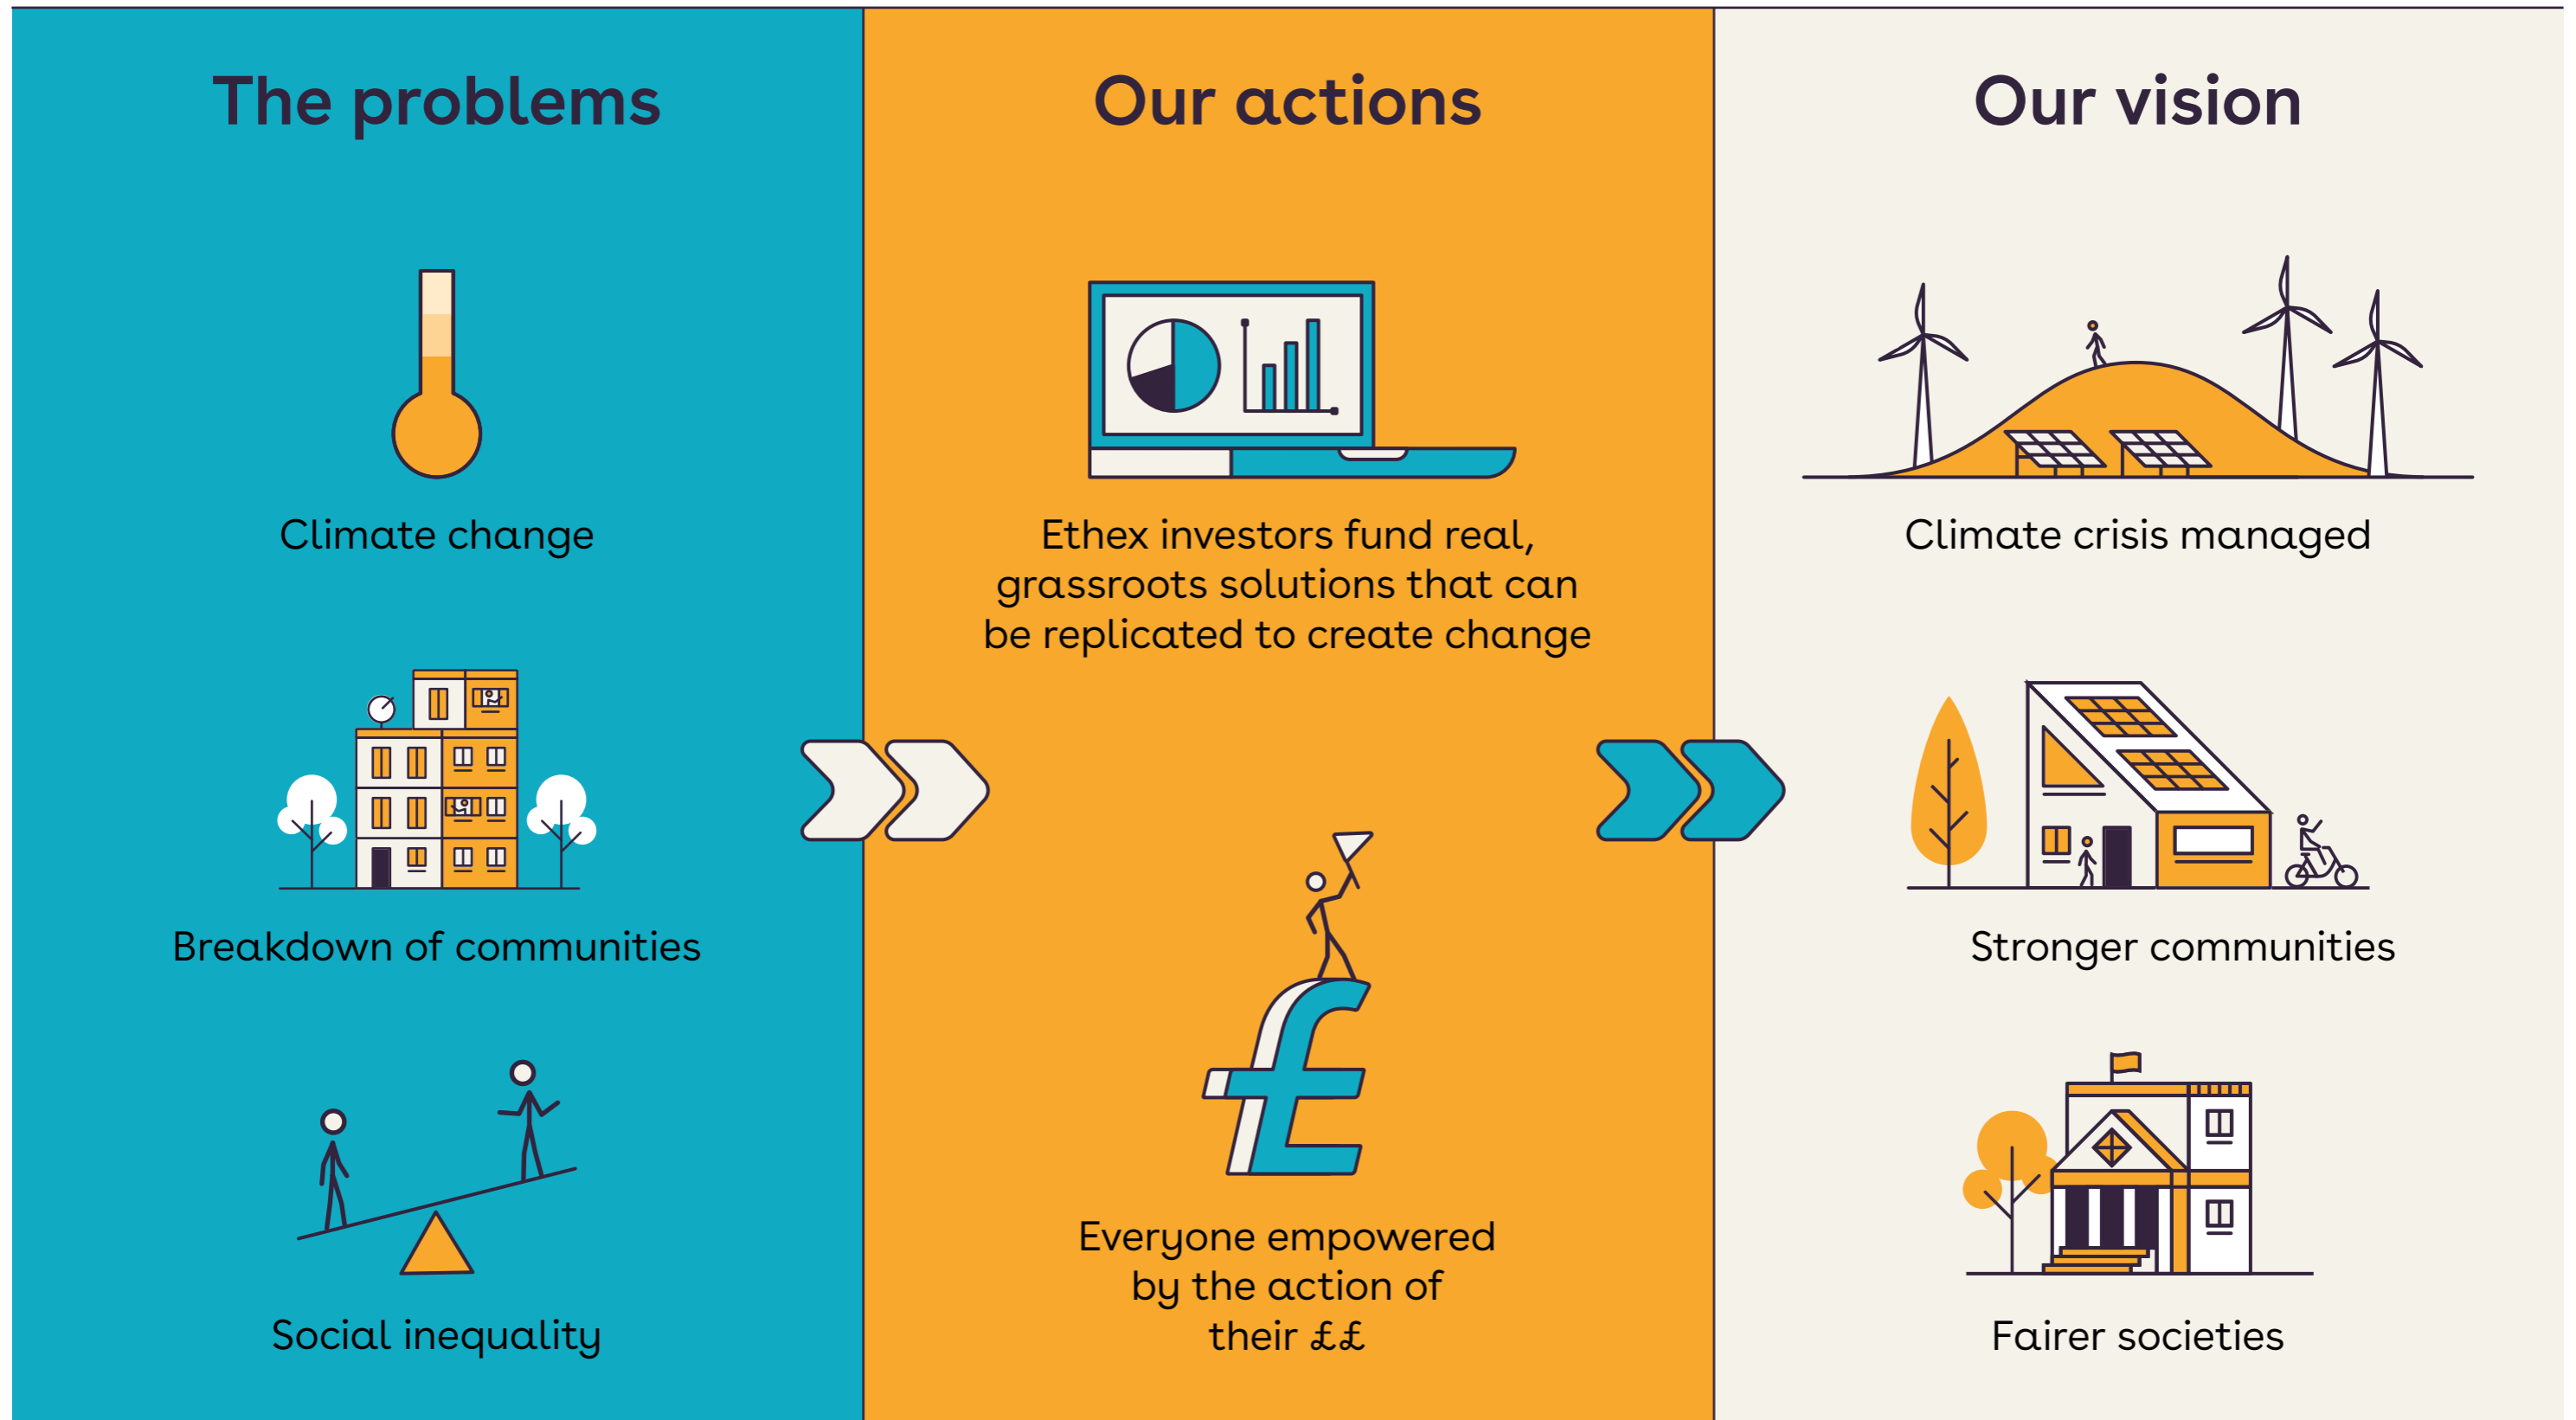 The problems
Climate change
Breakdown of communities
Social inequality
Our actions
Ethex investors fund real,
grassroots solutions that can
be replicated to create change
Everyone empowered
by the action of
their ££
Our vision
Climate crisis managed
Stronger communities
Fairer societies